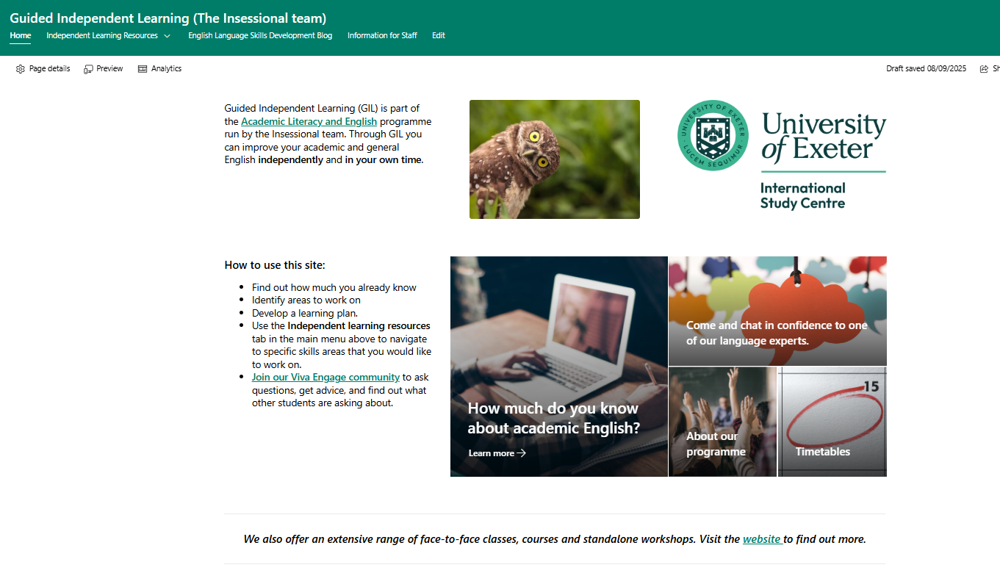 Guided Independent Learning (The Insessional team)
Home Independent Learning Resources English Language Skills Development Blog Information for Staff Edit
Page details Preview Analytics Draft saved 08/09/2025
Guided Independent Learning (GIL) is part of
the Academic Literacy and English programme
run by the Insessional team. Through GIL you
can improve your academic and general
English independently and in your own time.
UNIVERSITY OF EXETER
LUCEM SEQUIMUR
University
of Exeter
International
Study Centre
How to use this site:
• Find out how much you already know
• Identify areas to work on
• Develop a learning plan.
• Use the Independent learning resources
tab in the main menu above to navigate
to specific skills areas that you would like
to work on.
• Join our Viva Engage community to ask
questions, get advice, and find out what
other students are asking about.
How much do you know
about academic English?
Learn more →
Come and chat in confidence to one
of our language experts.
About our
programme
15
Timetables
We also offer an extensive range of face-to-face classes, courses and standalone workshops. Visit the website to find out more.